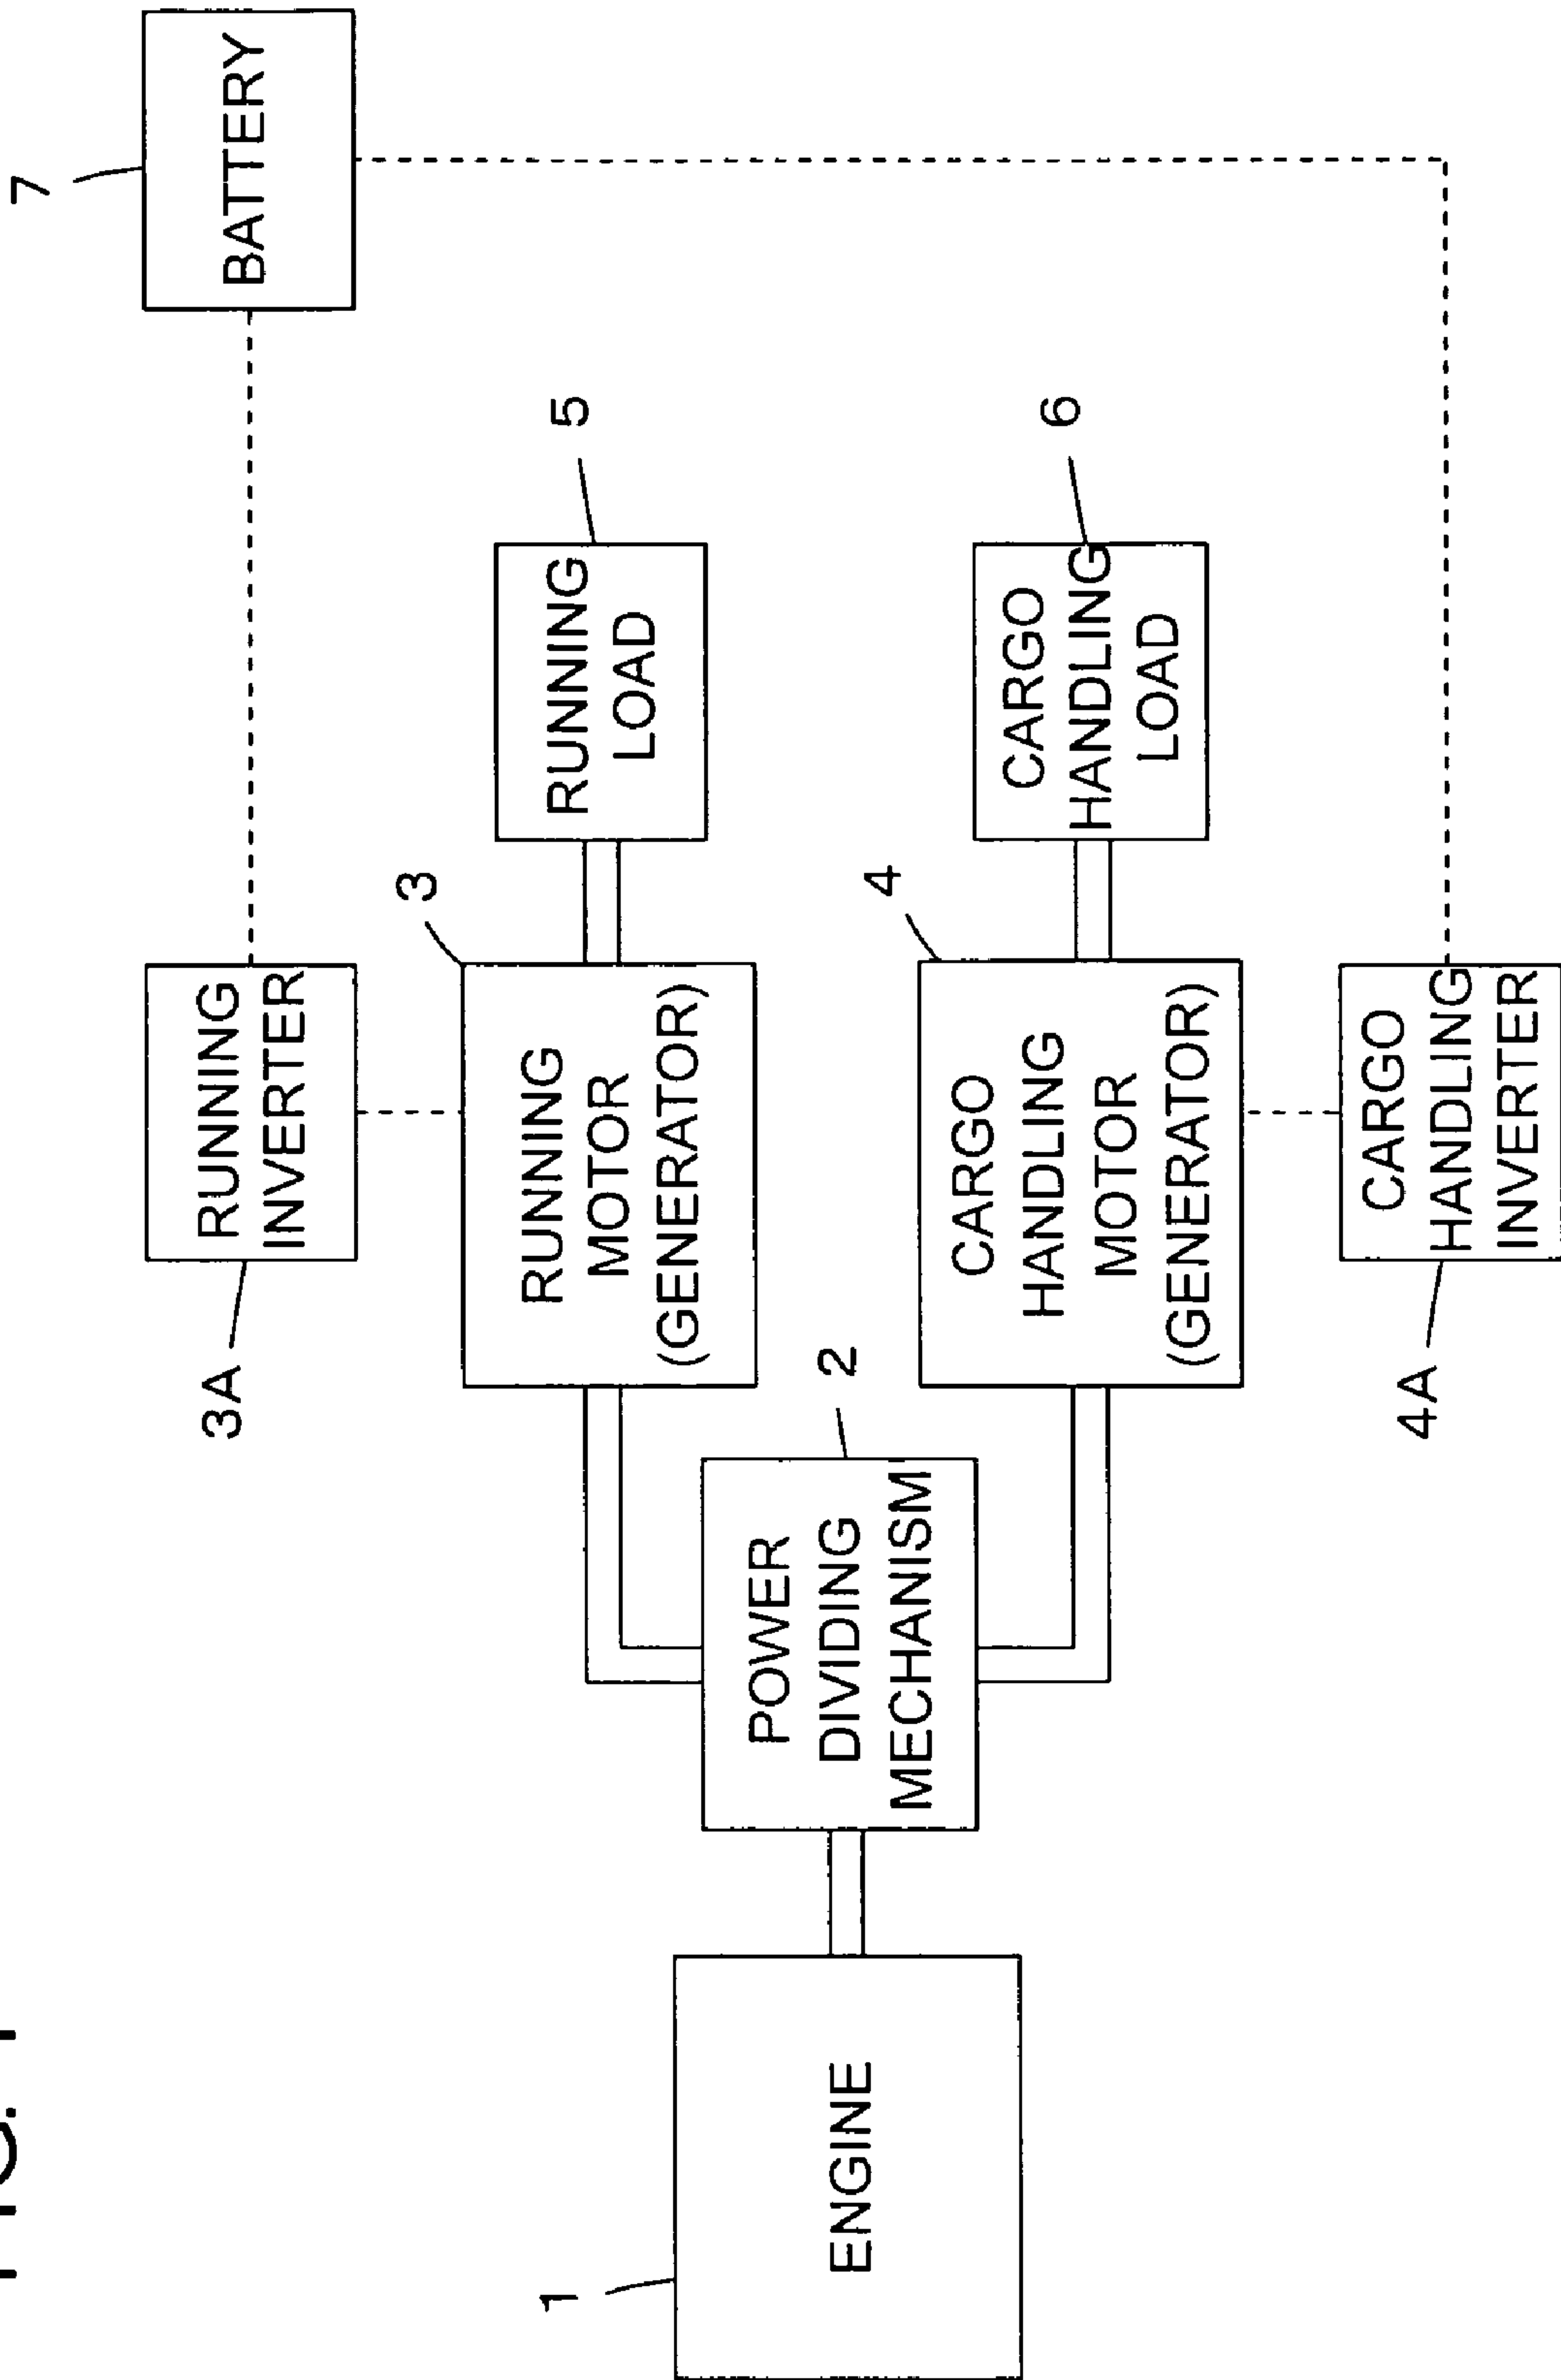 7
BATTERY
3A
RUNNING
INVERTER
3
RUNNING
MOTOR
(GENERATOR)
5
RUNNING
LOAD
1
ENGINE
2
POWER
DIVIDING
MECHANISM
4
CARGO
HANDLING
MOTOR
(GENERATOR)
6
CARGO
HANDLING
LOAD
4A
CARGO
HANDLING
INVERTER